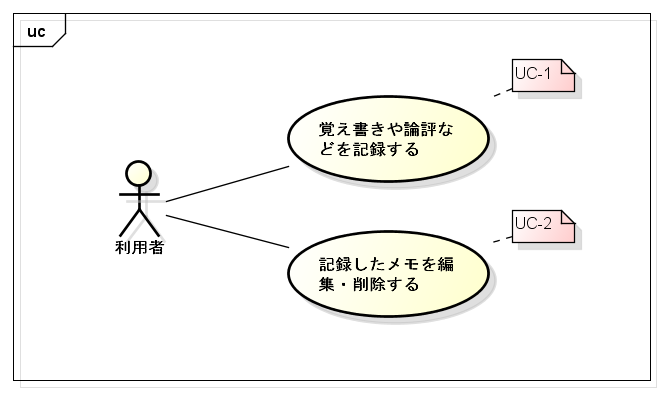 uc
UC-1
覚え書きや論評な
どを記録する
UC-2
利用者
記録したメモを編
集・削除する